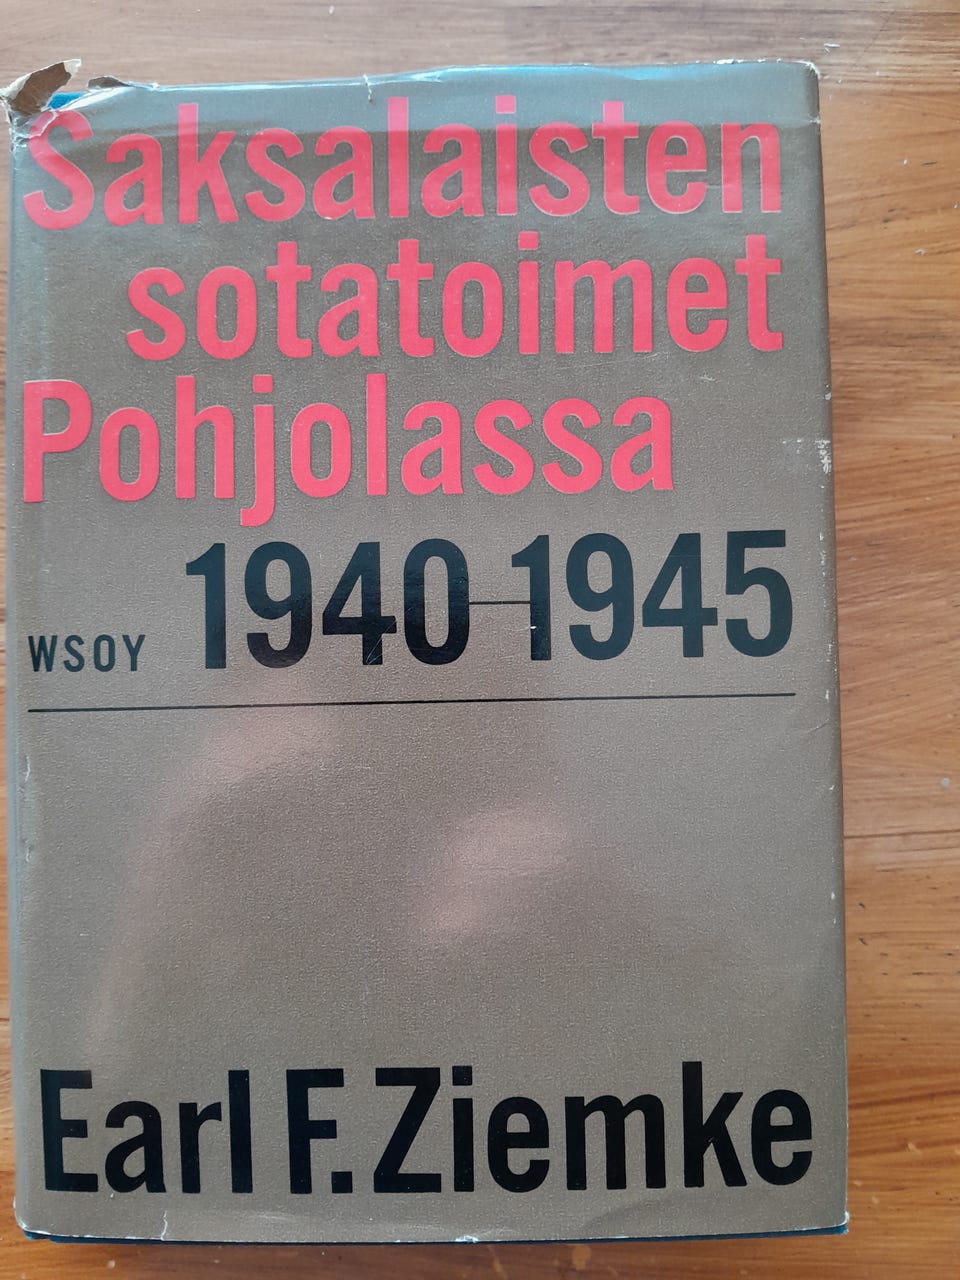 Saksalaisten
sotatoimet
Pohjolassa
1940–1945
WSOY
Earl F. Ziemke